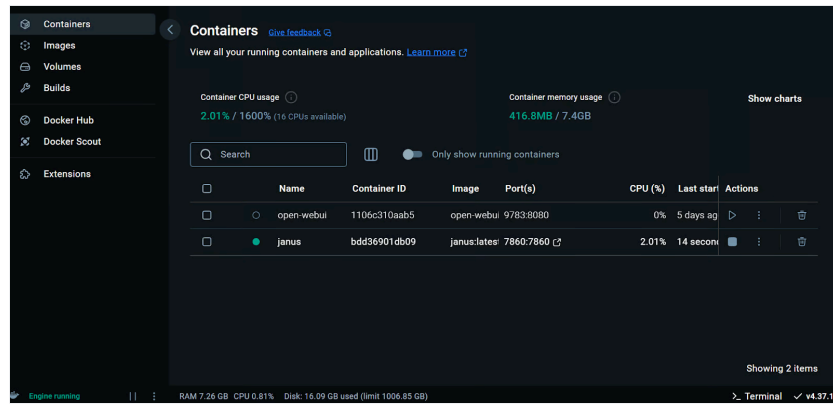 Containers
Images
Volumes
Builds
Docker Hub
Docker Scout
Extensions
Containers Give feedback
View all your running containers and applications. Learn more
Container CPU usage
2.01% / 1600% (16 CPUs available)
Container memory usage
416.8MB / 7.4GB
Show charts
Search
Only show running containers
Name Container ID Image Port(s) CPU (%) Last start Actions
open-webui 1106c310aab5 open-webui 9783:8080 0% 5 days ag
janus bdd36901db09 janus:latest 7860:7860 2.01% 14 second
Showing 2 items
Engine running RAM 7.26 GB CPU 0.81% Disk: 16.09 GB used (limit 1006.85 GB) Terminal v4.37.1